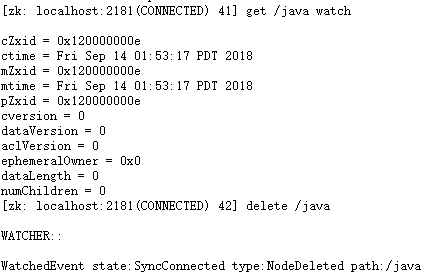 [zk: localhost:2181(CONNECTED) 41] get /java watch
cZxid = 0x120000000e
ctime = Fri Sep 14 01:53:17 PDT 2018
mZxid = 0x120000000e
mtime = Fri Sep 14 01:53:17 PDT 2018
pZxid = 0x120000000e
cversion = 0
dataVersion = 0
aclVersion = 0
ephemeralOwner = 0x0
dataLength = 0
numChildren = 0
[zk: localhost:2181(CONNECTED) 42] delete /java
WATCHER::
WatchedEvent state:SyncConnected type:NodeDeleted path:/java